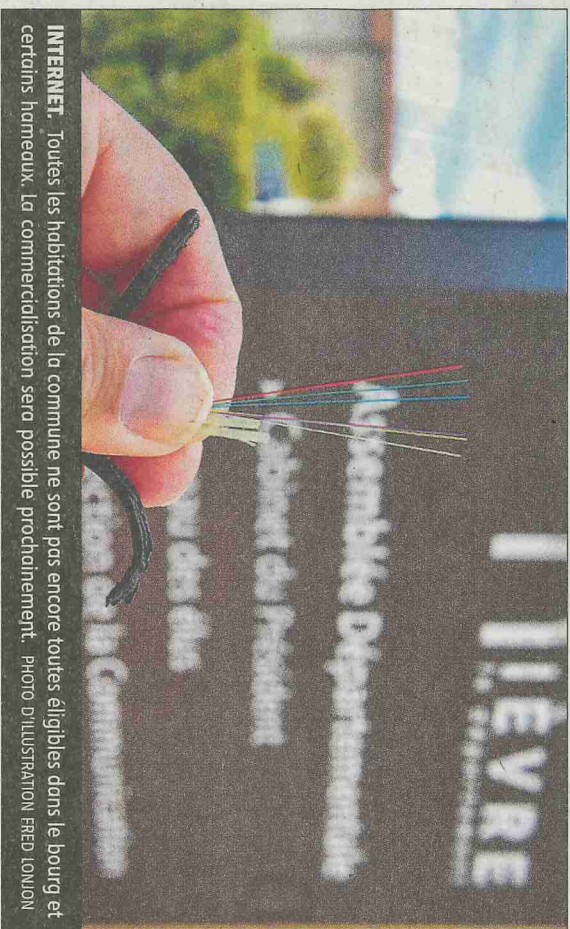 NIÈVRE
Assemblée Départementale
Cabinet du Président
des élus
de la Communication
INTERNET. Toutes les habitations de la commune ne sont pas encore toutes éligibles dans le bourg et
certains hameaux. La commercialisation sera possible prochainement. PHOTO D'ILLUSTRATION FRED LONJON